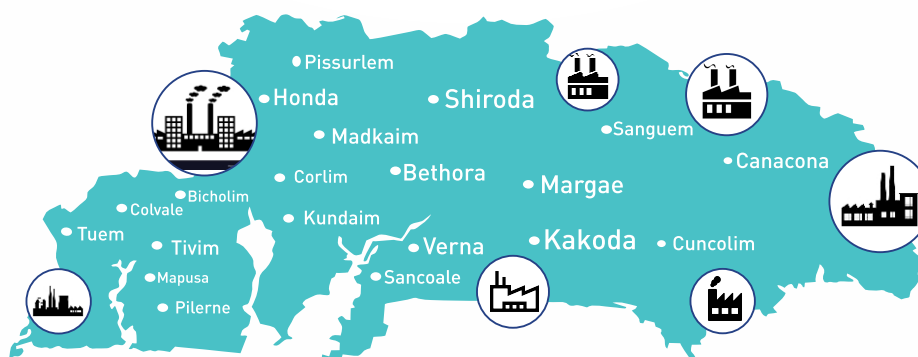 Pissurlem
Honda
Shiroda
Madkaim
Sanguem
Corlim
Bethora
Canacona
Margae
Bicholim
Colvale
Kundaim
Tuem
Tivim
Verna
Kakoda
Cuncolim
Mapusa
Sancoale
Pilerne